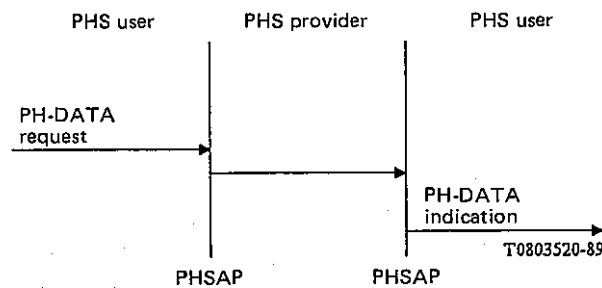 PHS user PHS provider PHS user
PH-DATA
request
PH-DATA
indication
T0803520-89
PHSAP PHSAP